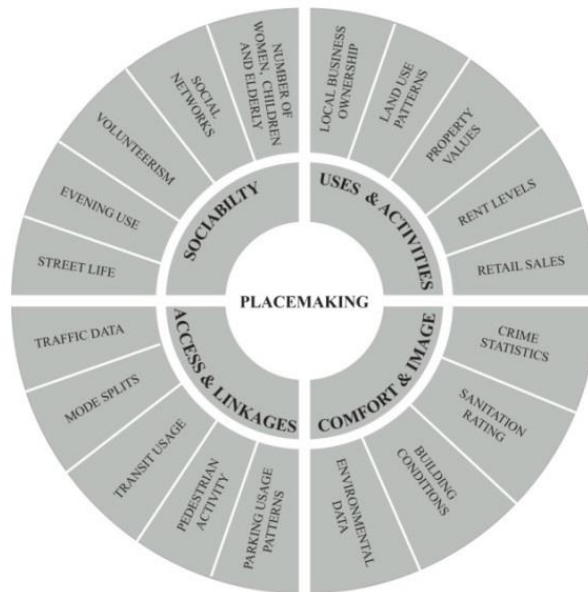 NUMBER OF
WOMEN, CHILDREN
AND ELDERLY
SOCIAL
NETWORKS
VOLUNTEERISM
EVENING USE
STREET LIFE
SOCIABILTY
LOCAL BUSINESS
OWNERSHIP
LAND USE
PATTERNS
PROPERTY
VALUES
RENT LEVELS
RETAIL SALES
USES & ACTIVITIES
PLACEMAKING
ACCESS & LINKAGES
TRAFFIC DATA
MODE SPLITS
TRANSIT USAGE
PEDESTRIAN
ACTIVITY
PARKING USAGE
PATTERNS
COMFORT & IMAGE
CRIME
STATISTICS
SANITATION
RATING
BUILDING
CONDITIONS
ENVIRONMENTAL
DATA